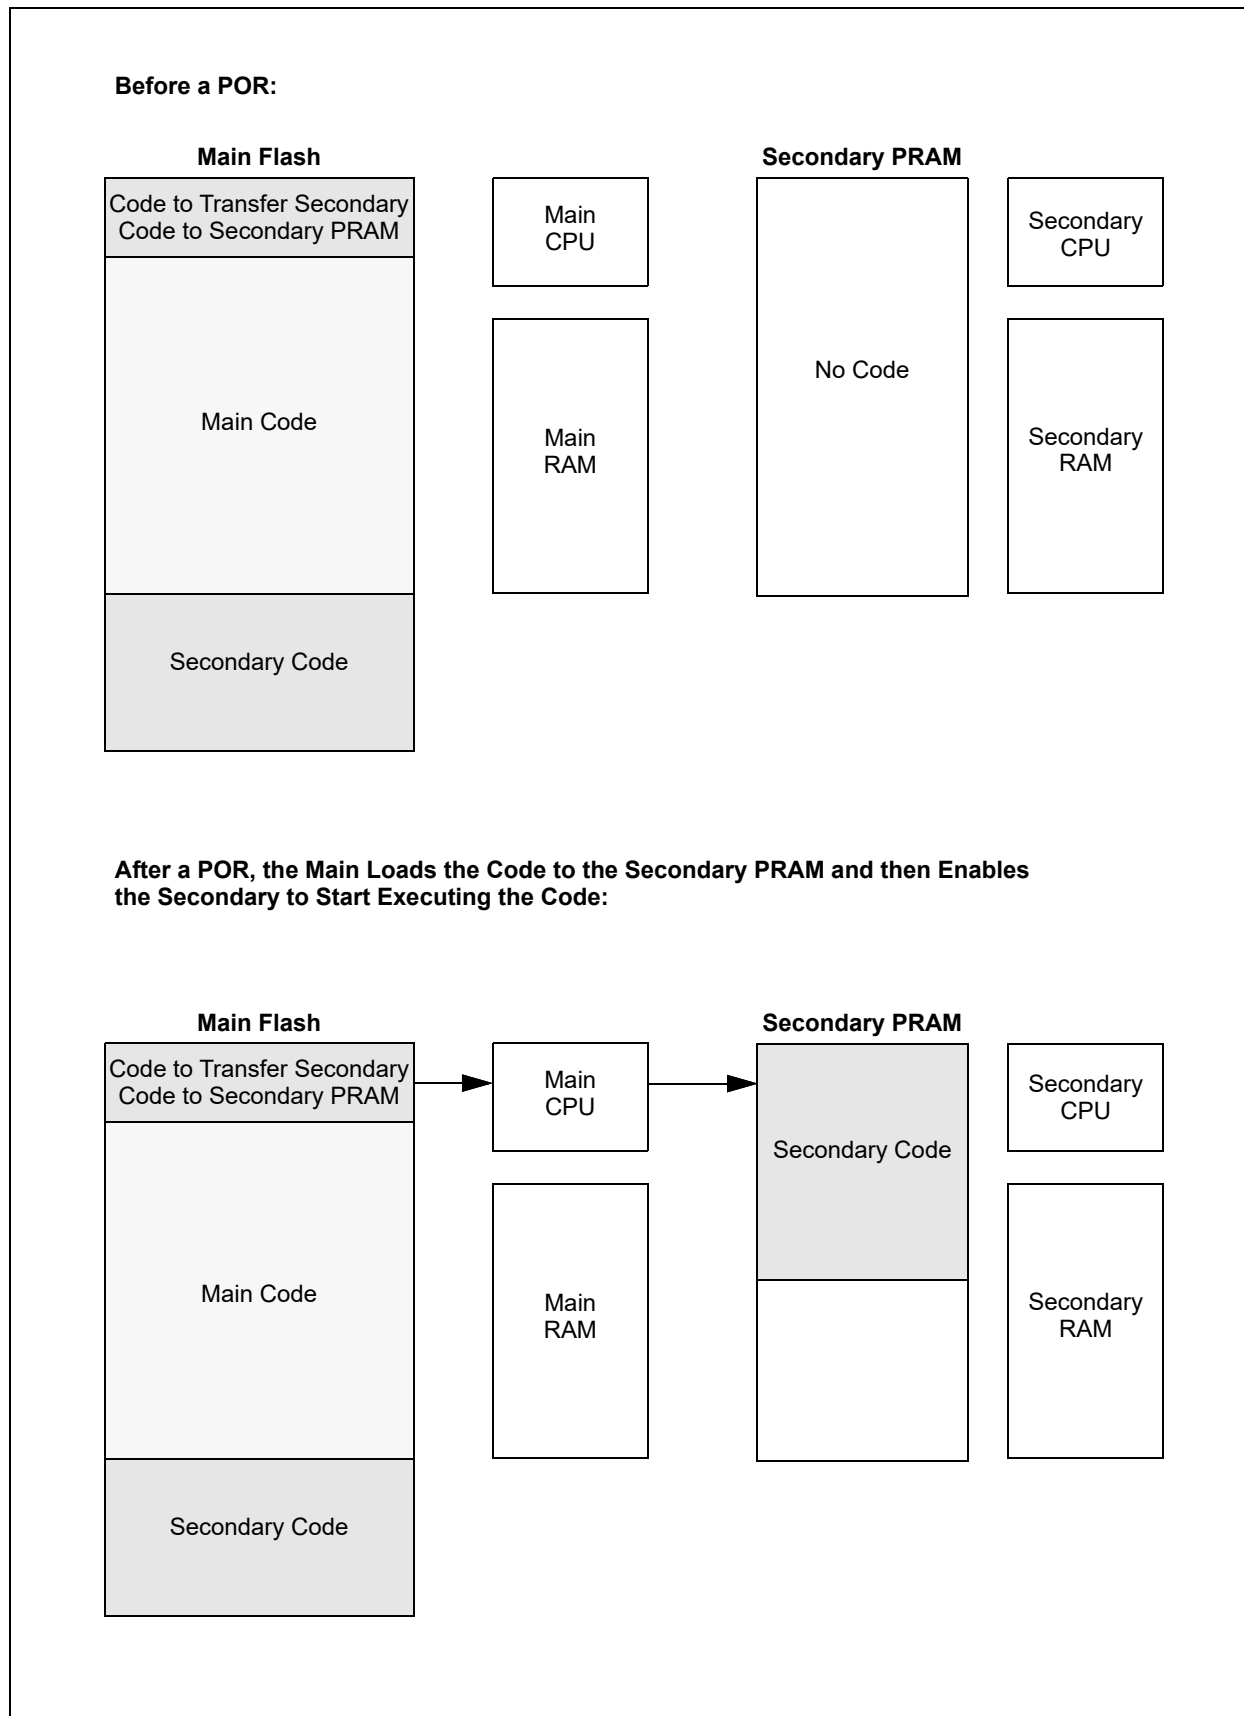 Before a POR:
Main Flash
Secondary PRAM
Code to Transfer Secondary
Code to Secondary PRAM
Main
CPU
Secondary
CPU
No Code
Main Code
Main
RAM
Secondary
RAM
Secondary Code
After a POR, the Main Loads the Code to the Secondary PRAM and then Enables
the Secondary to Start Executing the Code:
Main Flash
Secondary PRAM
Code to Transfer Secondary
Code to Secondary PRAM
Main
CPU
Secondary Code
Secondary
CPU
Main Code
Main
RAM
Secondary
RAM
Secondary Code